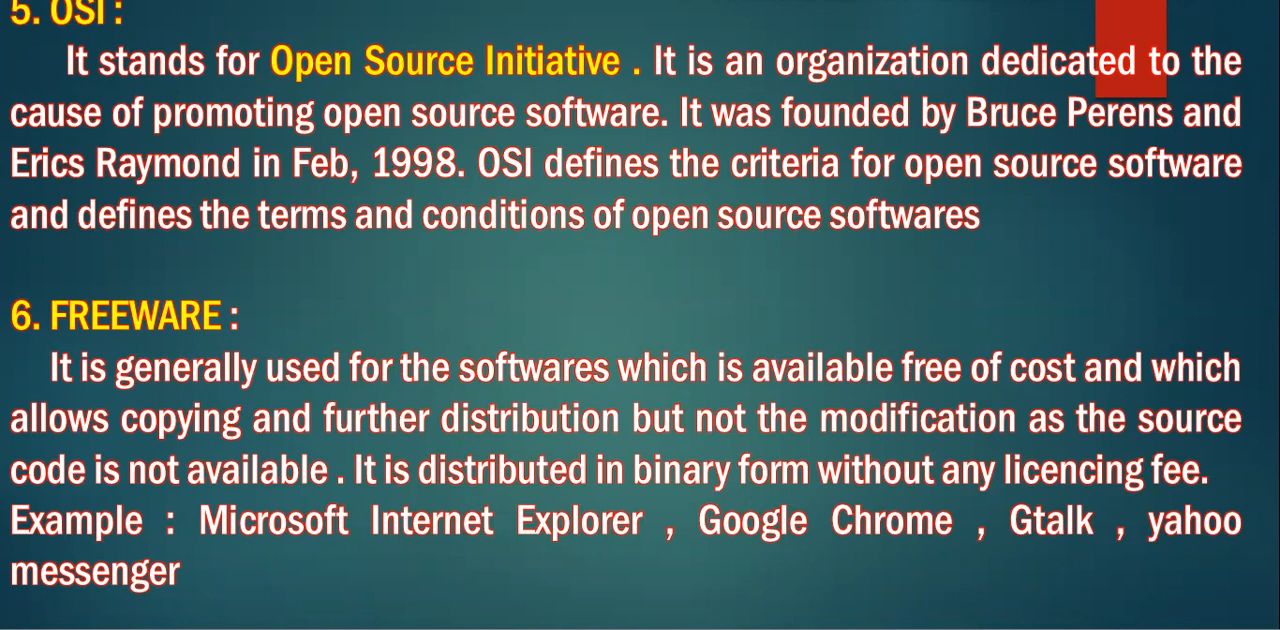 5. OSI :
It stands for Open Source Initiative . It is an organization dedicated to the
cause of promoting open source software. It was founded by Bruce Perens and
Erics Raymond in Feb, 1998. OSI defines the criteria for open source software
and defines the terms and conditions of open source softwares
6. FREEWARE :
It is generally used for the softwares which is available free of cost and which
allows copying and further distribution but not the modification as the source
code is not available . It is distributed in binary form without any licencing fee.
Example : Microsoft Internet Explorer , Google Chrome , Gtalk , yahoo
messenger